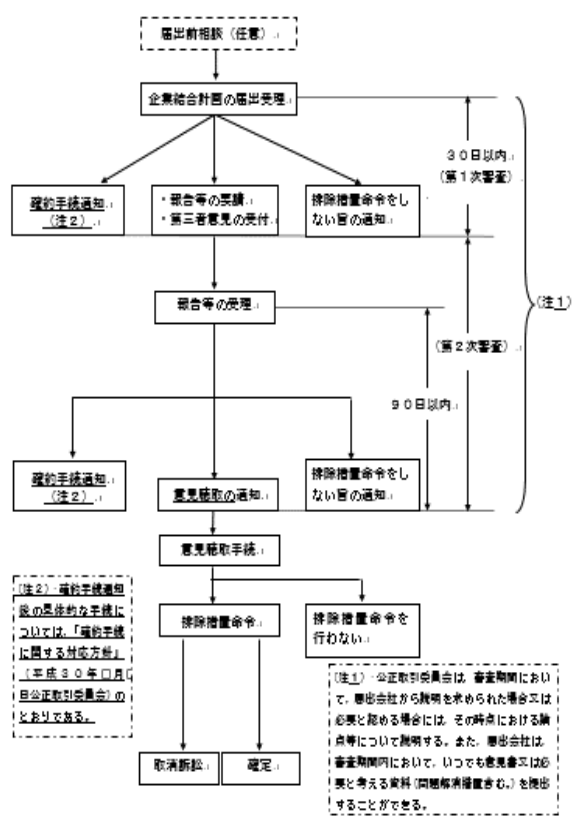 届出前相談（任意）
企業結合計画の届出受理
３０日以内
（第１次審査）
確約手続通知
（注２）
・報告等の要請
・第三者意見の受付
排除措置命令をし
ない旨の通知
（注１）
報告等の受理
（第２次審査）
９０日以内
確約手続通知
（注２）
意見聴取の通知
排除措置命令をし
ない旨の通知
意見聴取手続
（注２）・確約手続通知
後の具体的な手続に
ついては，「確約手続
に関する対応方針」
（平成３０年□月□
日公正取引委員会）の
とおりである。
排除措置命令
排除措置命令を
行わない
（注１）・公正取引委員会は，審査期間におい
て，届出会社から説明を求められた場合又は
必要と認める場合には，その時点における論
点等について説明する。また，届出会社は，
審査期間内において，いつでも意見書又は必
要と考える資料（問題解消措置含む。）を提出
することができる。
取消訴訟
確定